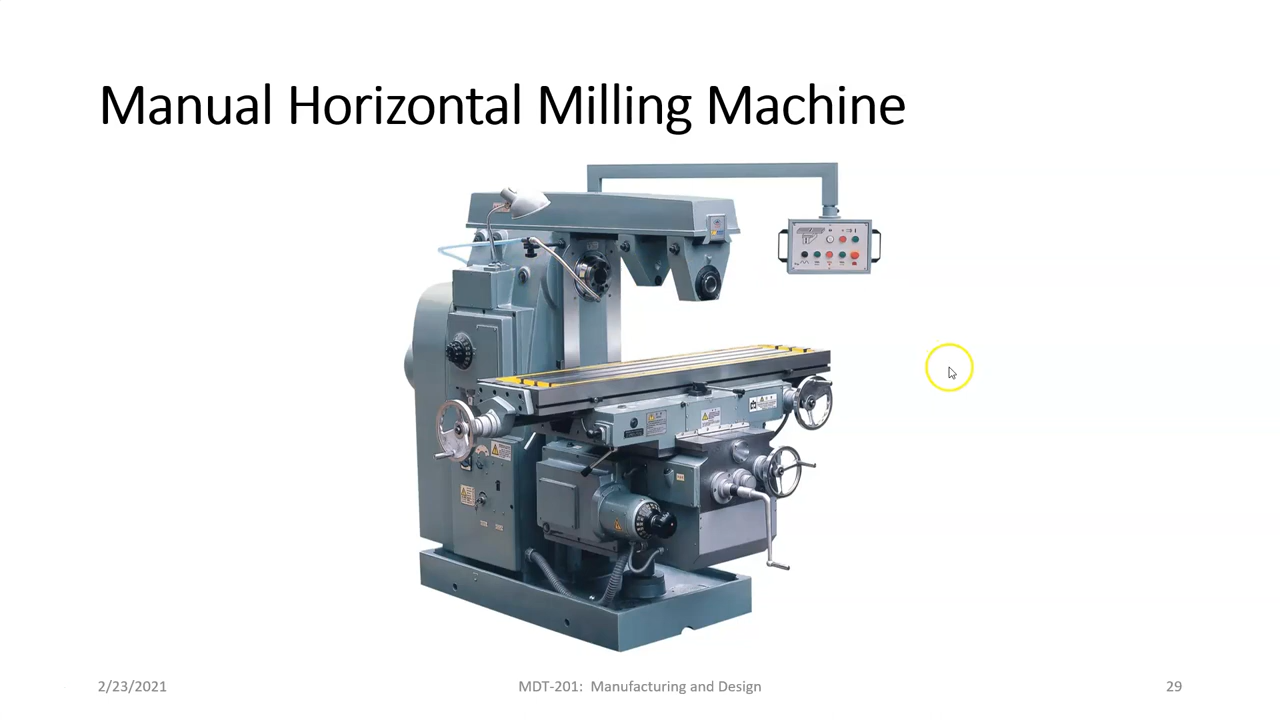 Manual Horizontal Milling Machine
2/23/2021
MDT-201: Manufacturing and Design
29